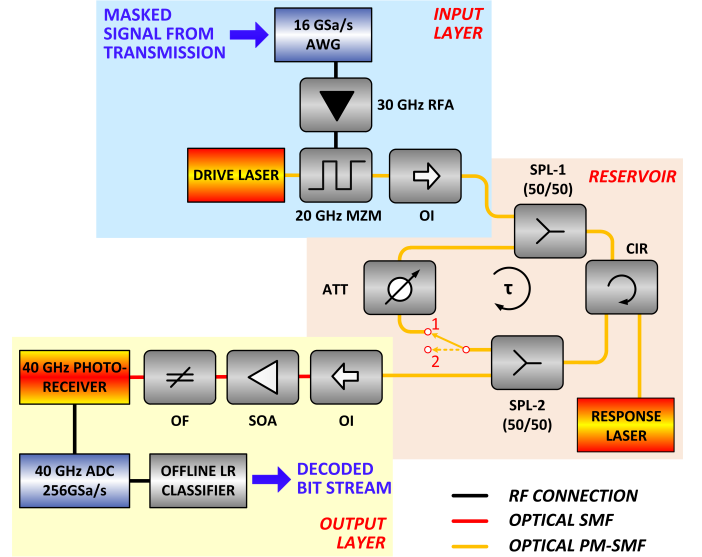 MASKED
SIGNAL FROM
TRANSMISSION
16 GSa/s
AWG
INPUT
LAYER
30 GHz RFA
DRIVE LASER
20 GHz MZM
OI
SPL-1
(50/50)
RESERVOIR
CIR
ATT
τ
1
2
SPL-2
(50/50)
RESPONSE
LASER
40 GHz PHOTO-
RECEIVER
OF
SOA
OI
40 GHz ADC
256GSa/s
OFFLINE LR
CLASSIFIER
DECODED
BIT STREAM
OUTPUT
LAYER
RF CONNECTION
OPTICAL SMF
OPTICAL PM-SMF